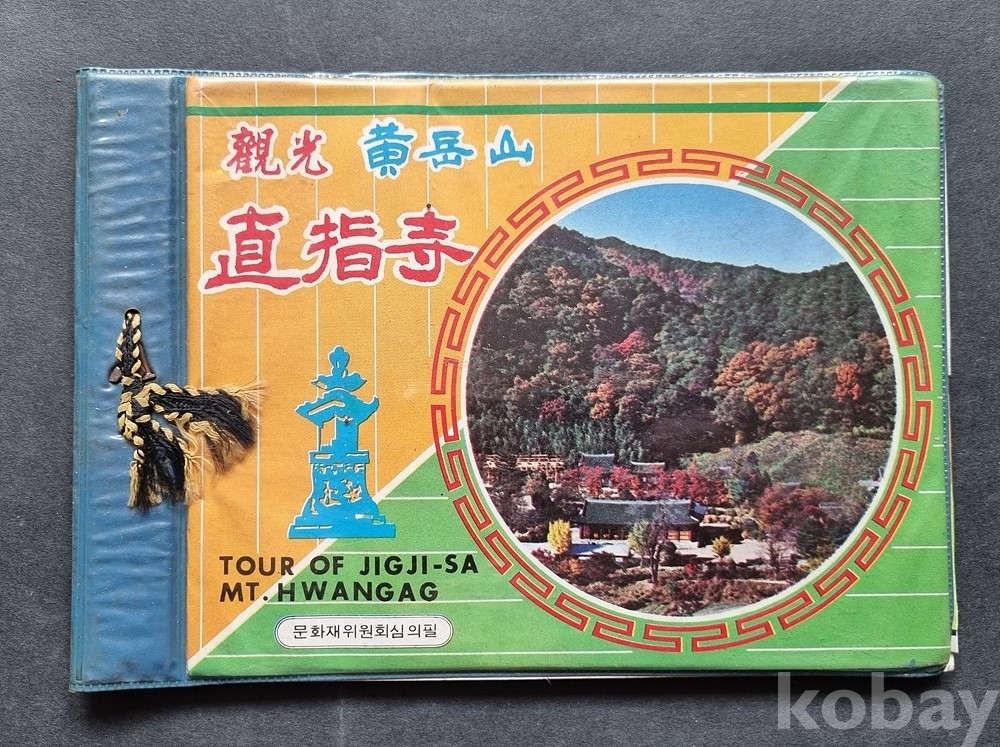 觀光 黃岳山
直指寺
TOUR OF JIGJI-SA
MT. HWANGAG
문화재위원회심의필
kobay